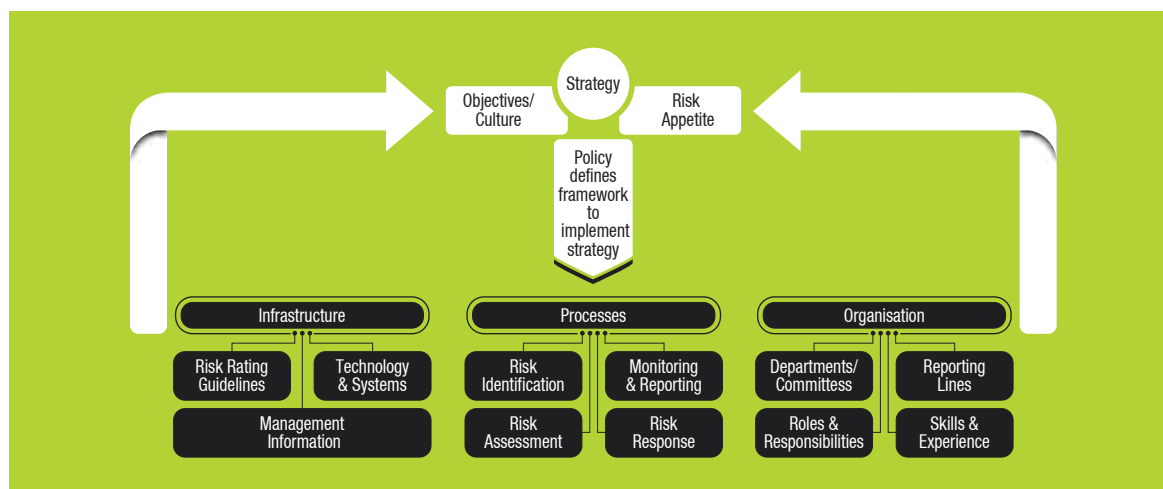 Strategy
Objectives/
Culture
Risk
Appetite
Policy
defines
framework
to
implement
strategy
Infrastructure
Risk Rating
Guidelines
Technology
& Systems
Management
Information
Processes
Risk
Identification
Monitoring
& Reporting
Risk
Assessment
Risk
Response
Organisation
Departments/
Committess
Reporting
Lines
Roles &
Responsibilities
Skills &
Experience